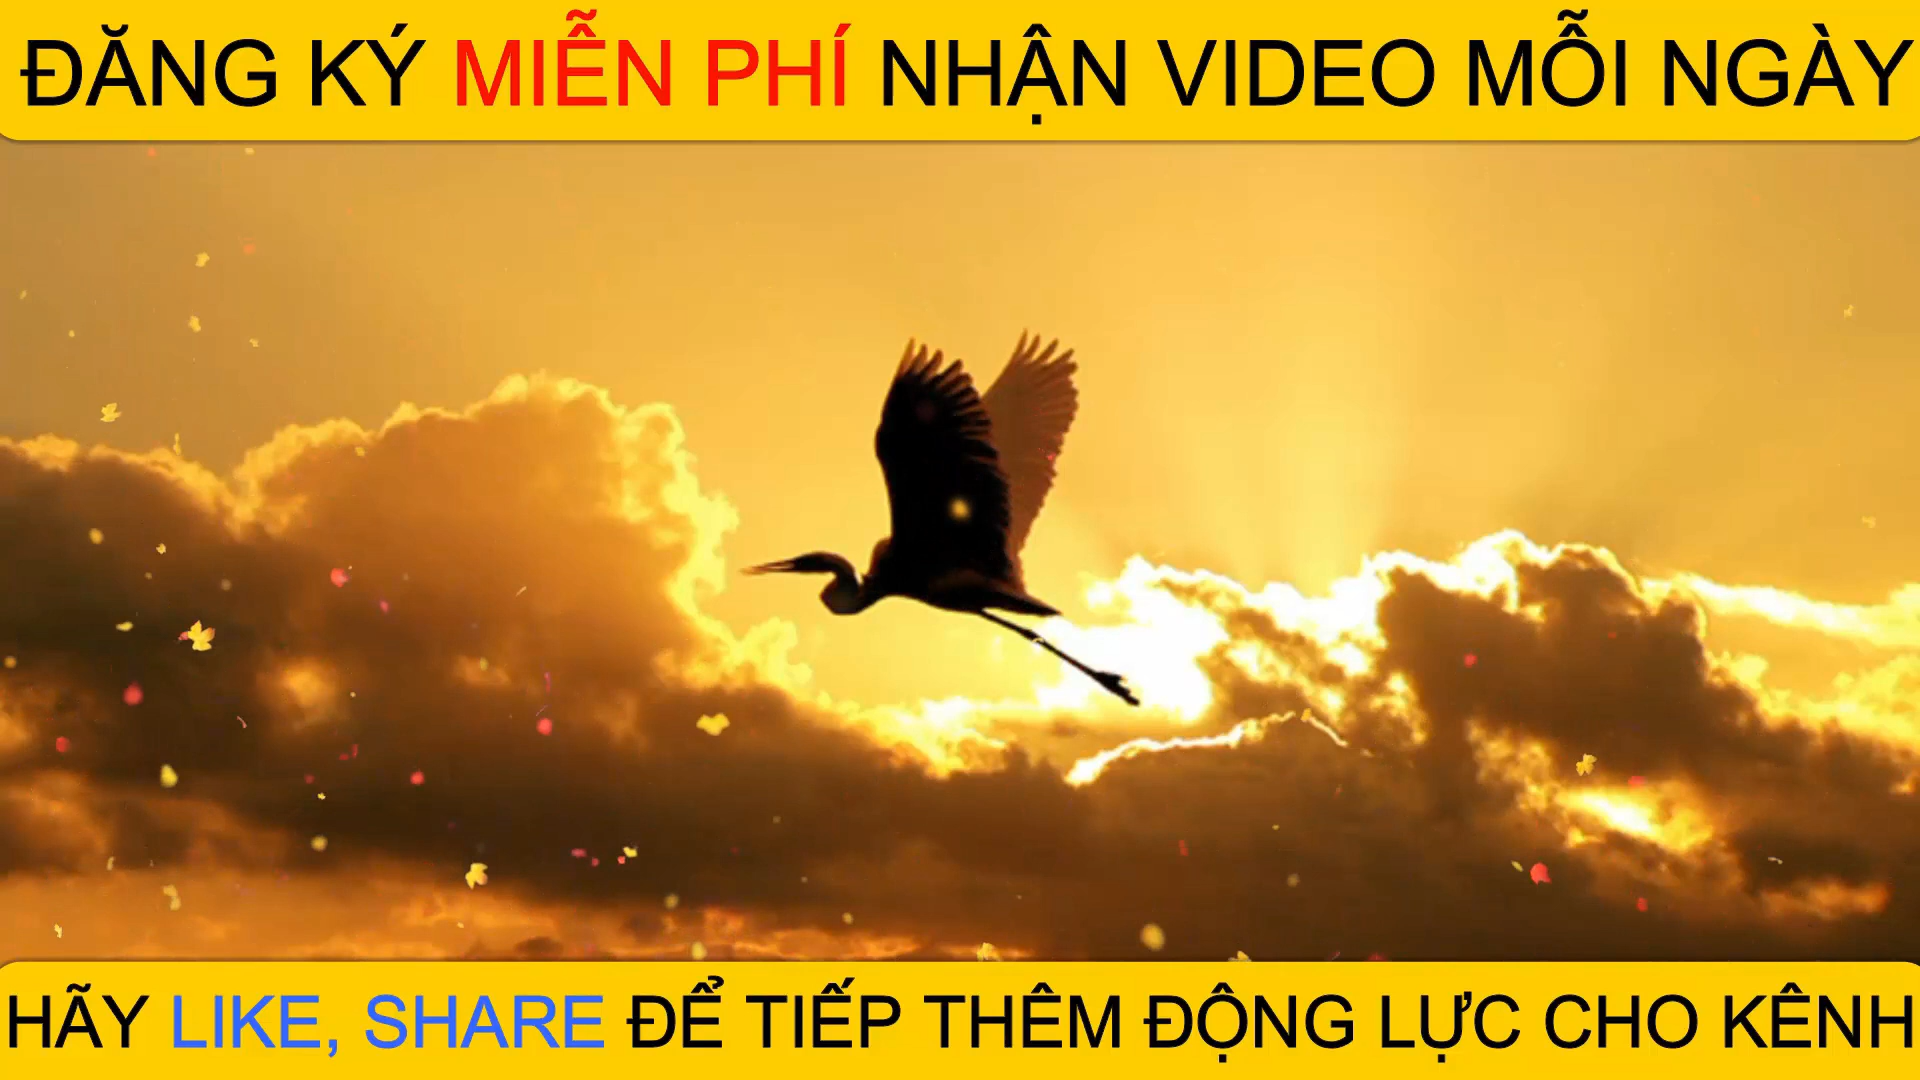 ĐĂNG KÝ MIỄN PHÍ NHẬN VIDEO MỖI NGÀY
HÃY LIKE, SHARE ĐỂ TIẾP THÊM ĐỘNG LỰC CHO KÊNH